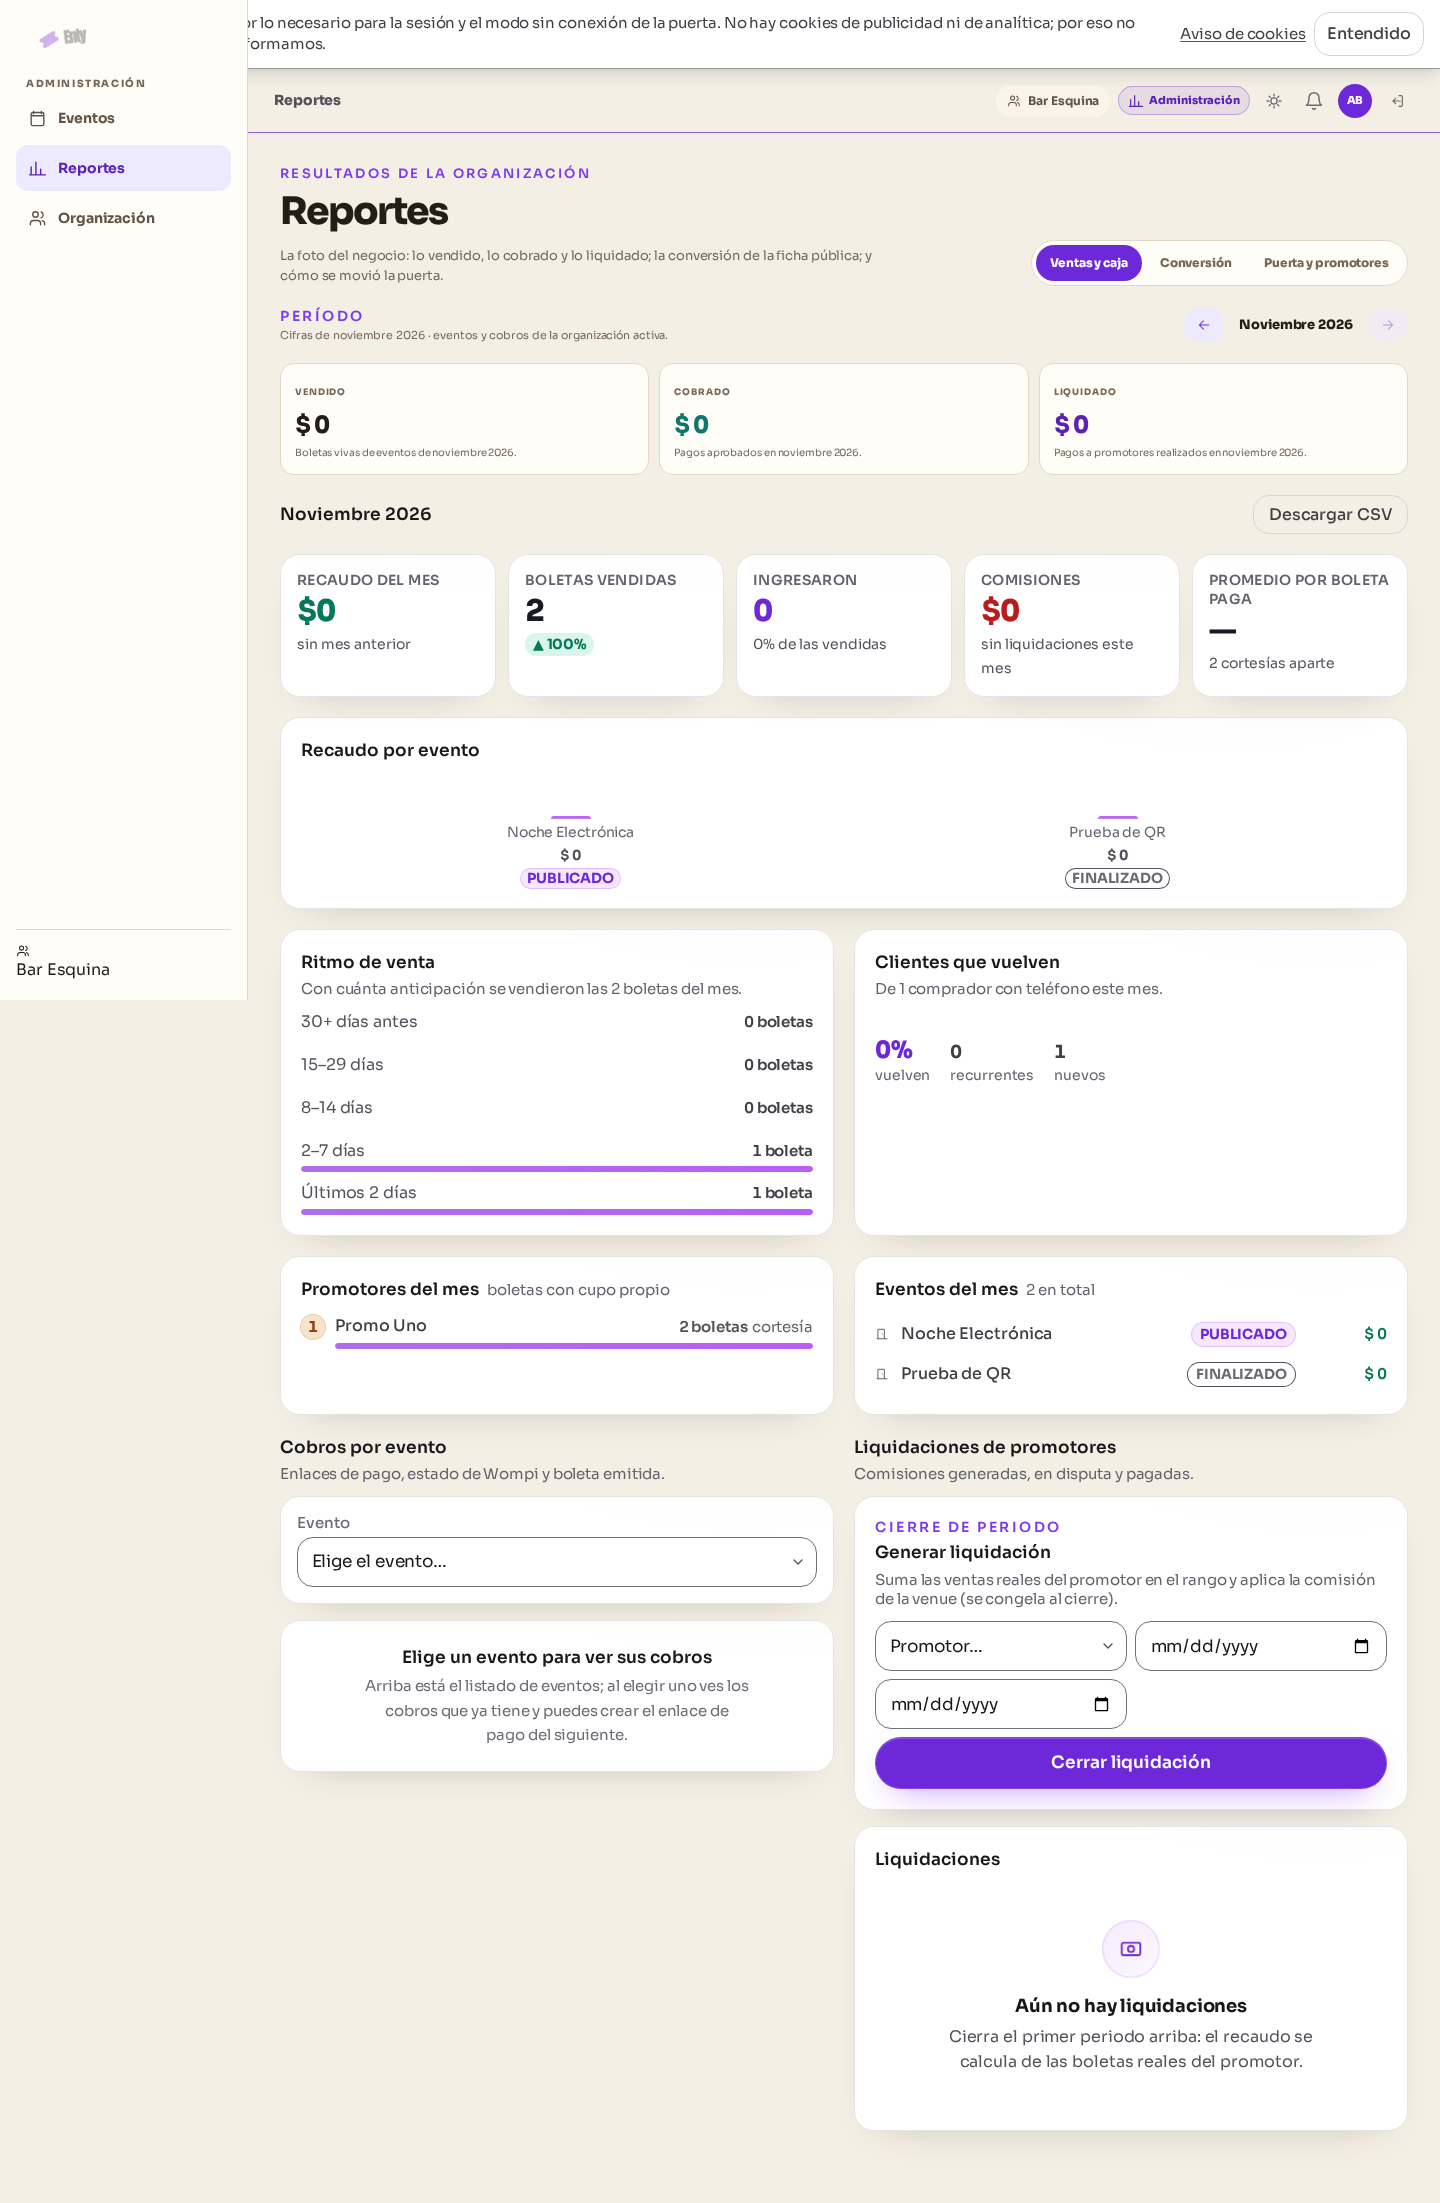 Enty
ADMINISTRACIÓN
Eventos
Reportes
Organización
Bar Esquina
or lo necesario para la sesión y el modo sin conexión de la puerta. No hay cookies de publicidad ni de analítica; por eso no
formamos.
Aviso de cookies
Entendido
Reportes
Bar Esquina
Administración
AB
RESULTADOS DE LA ORGANIZACIÓN
Reportes
La foto del negocio: lo vendido, lo cobrado y lo liquidado; la conversión de la ficha pública; y
cómo se movió la puerta.
Ventas y caja
Conversión
Puerta y promotores
PERÍODO
Cifras de noviembre 2026 · eventos y cobros de la organización activa.
←
Noviembre 2026
→
VENDIDO
$ 0
Boletas vivas de eventos de noviembre 2026.
COBRADO
$ 0
Pagos aprobados en noviembre 2026.
LIQUIDADO
$ 0
Pagos a promotores realizados en noviembre 2026.
Noviembre 2026
Descargar CSV
RECAUDO DEL MES
$0
sin mes anterior
BOLETAS VENDIDAS
2
▲ 100%
INGRESARON
0
0% de las vendidas
COMISIONES
$0
sin liquidaciones este
mes
PROMEDIO POR BOLETA
PAGA
—
2 cortesías aparte
Recaudo por evento
Noche Electrónica
$ 0
PUBLICADO
Prueba de QR
$ 0
FINALIZADO
Ritmo de venta
Con cuánta anticipación se vendieron las 2 boletas del mes.
30+ días antes 0 boletas
15–29 días 0 boletas
8–14 días 0 boletas
2–7 días 1 boleta
Últimos 2 días 1 boleta
Clientes que vuelven
De 1 comprador con teléfono este mes.
0% 0 1
vuelven recurrentes nuevos
Promotores del mes boletas con cupo propio
1 Promo Uno 2 boletas cortesía
Eventos del mes 2 en total
Noche Electrónica PUBLICADO $ 0
Prueba de QR FINALIZADO $ 0
Cobros por evento
Enlaces de pago, estado de Wompi y boleta emitida.
Evento
Elige el evento...
Elige un evento para ver sus cobros
Arriba está el listado de eventos; al elegir uno ves los
cobros que ya tiene y puedes crear el enlace de
pago del siguiente.
Liquidaciones de promotores
Comisiones generadas, en disputa y pagadas.
CIERRE DE PERIODO
Generar liquidación
Suma las ventas reales del promotor en el rango y aplica la comisión
de la venue (se congela al cierre).
Promotor... mm/dd/yyyy
mm/dd/yyyy
Cerrar liquidación
Liquidaciones
Aún no hay liquidaciones
Cierra el primer periodo arriba: el recaudo se
calcula de las boletas reales del promotor.